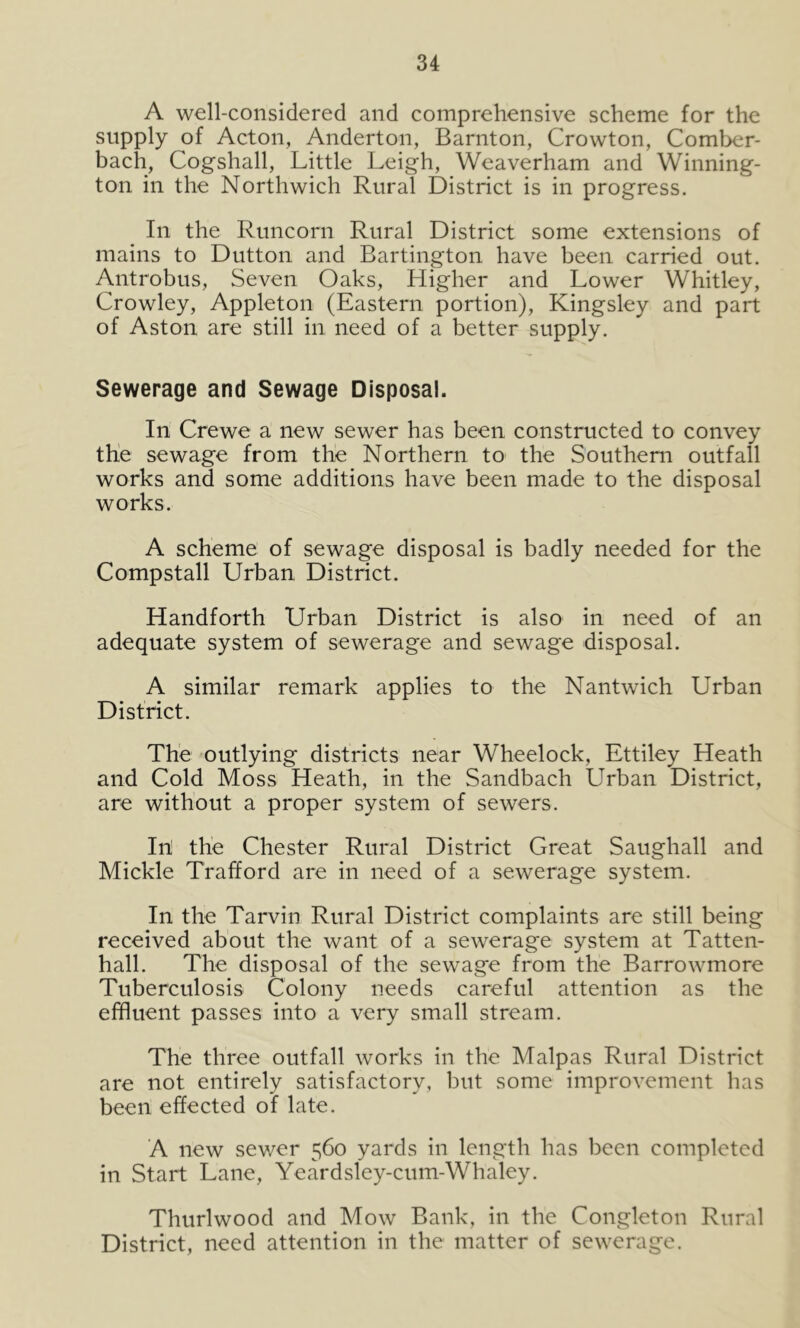 34
A well-considered and comprehensive scheme for the
supply of Acton, Anderton, Barnton, Crowton, Comber-
bach, Cogshall, Little Leigh, Weaverham and Winning-
ton in the Northwich Rural District is in progress.
In the Runcorn Rural District some extensions of
mains to Dutton and Bartington have been carried out.
Antrobus, Seven Oaks, Higher and Lower Whitley,
Crowley, Appleton (Eastern portion), Kingsley and part
of Aston are still in need of a better supply.
Sewerage and Sewage Disposal.
In Crewe a new sewer has been constructed to convey
the sewage from the Northern to the Southern outfall
works and some additions have been made to the disposal
works.
A scheme of sewage disposal is badly needed for the
Compstall Urban District.
Handforth Urban District is also in need of an
adequate system of sewerage and sewage disposal.
A similar remark applies to the Nantwich Urban
District.
The outlying districts near Wheelock, Ettiley Heath
and Cold Moss Heath, in the Sandbach Urban District,
are without a proper system of sewers.
In the Chester Rural District Great Saughall and
Mickle Trafford are in need of a sewerage system.
In the Tarvin Rural District complaints are still being
received about the want of a sewerage system at Tatten-
hall. The disposal of the sewage from the Barrowmore
Tuberculosis Colony needs careful attention as the
effluent passes into a very small stream.
The three outfall works in the Malpas Rural District
are not entirely satisfactory, but some improvement has
been effected of late.
A new sewer 560 yards in length has been completed
in Start Lane, Yeardsley-cum-Whaley.
Thurlwood and Mow Bank, in the Congleton Rural
District, need attention in the matter of sewerage.